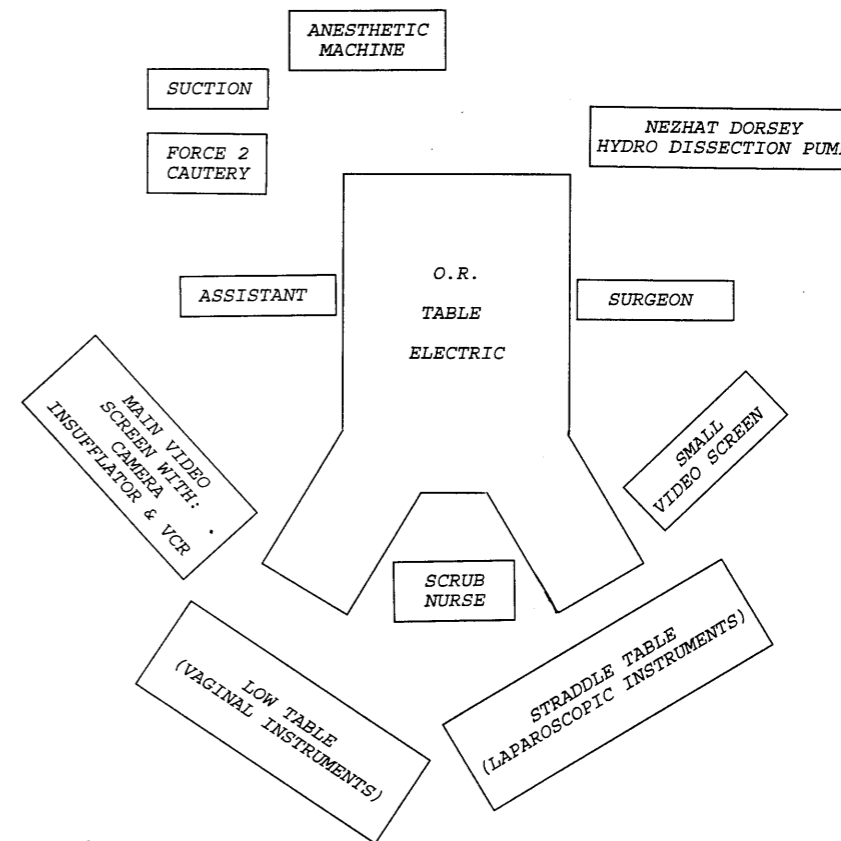 ANESTHETIC
MACHINE
SUCTION
NEZHAT DORSEY
HYDRO DISSECTION PUM
FORCE 2
CAUTERY
O.R.
TABLE
ELECTRIC
ASSISTANT
SURGEON
MAIN VIDEO
SCREEN WITH:
CAMERA
INSUFFLATOR & VCR
SMALL
VIDEO SCREEN
SCRUB
NURSE
LOW TABLE
(VAGINAL INSTRUMENTS)
STRADDLE TABLE
(LAPAROSCOPIC INSTRUMENTS)